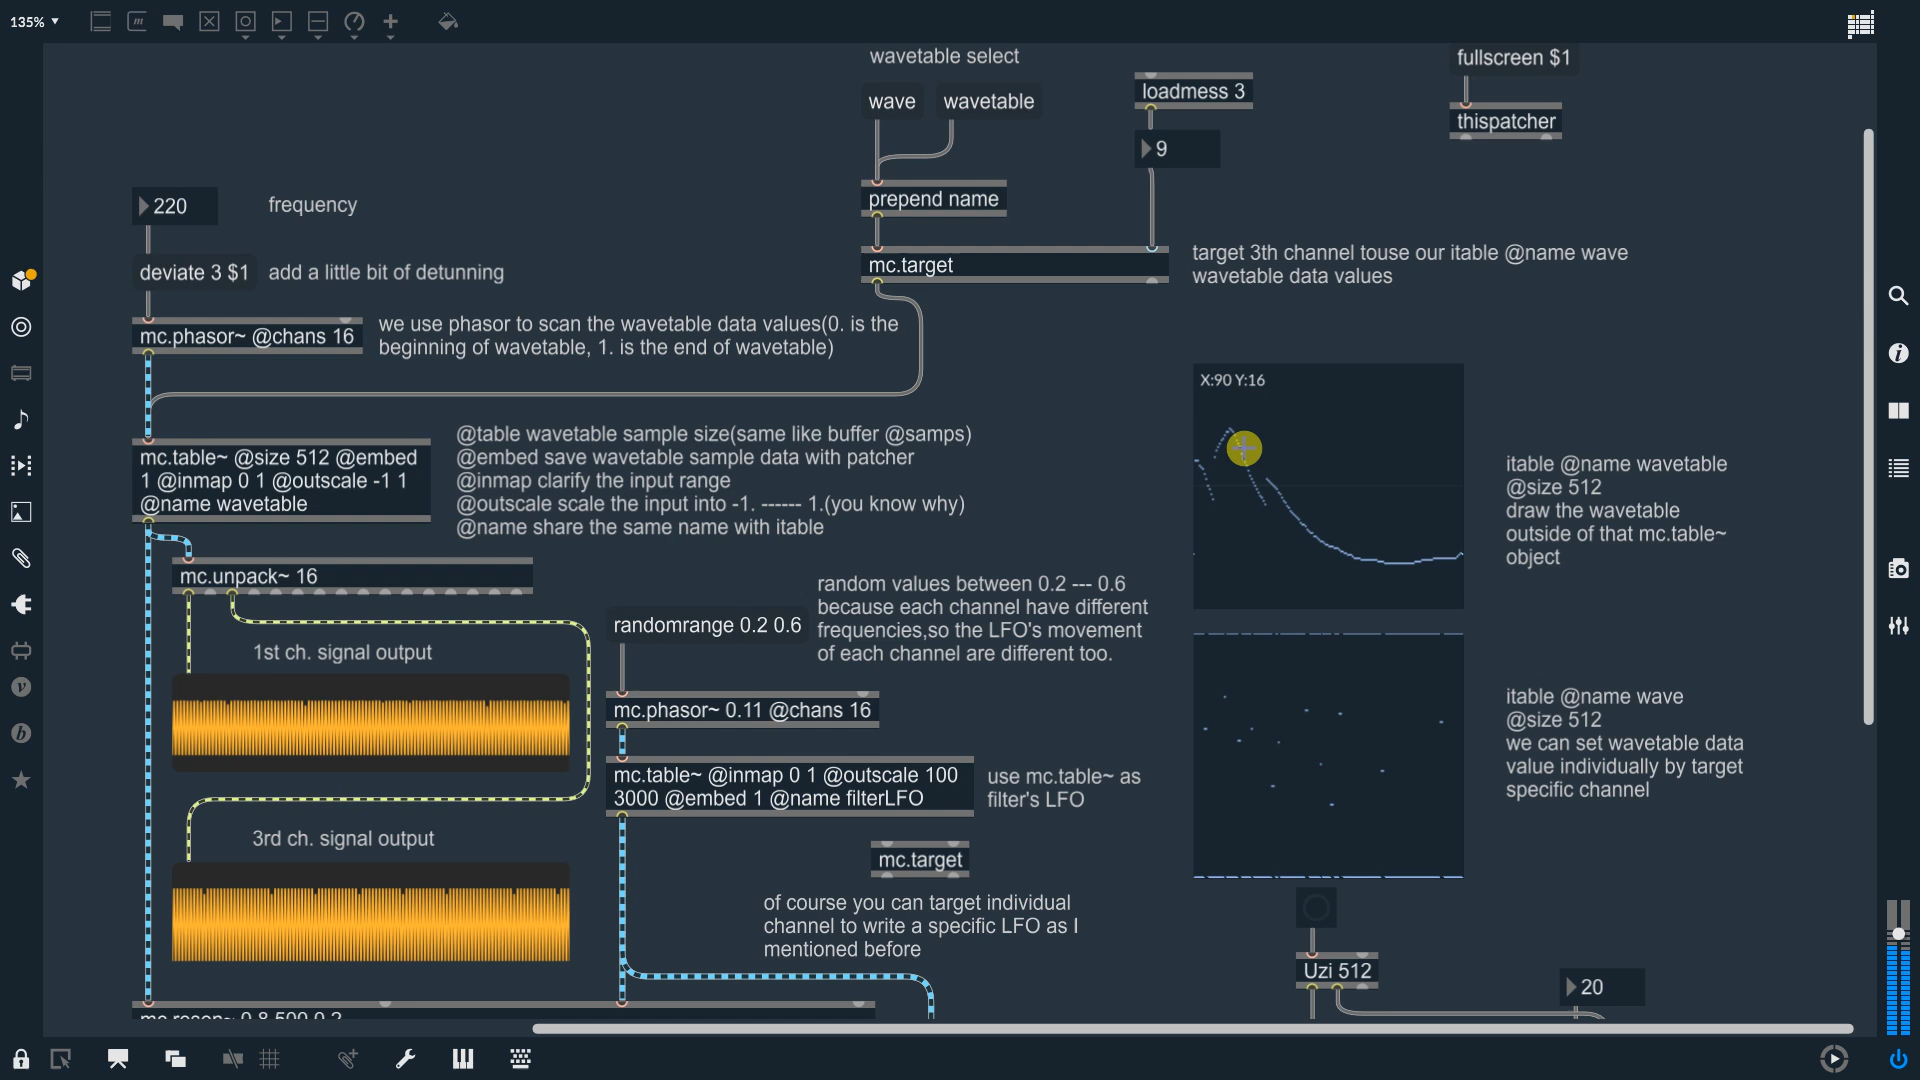 135%
wavetable select
fullscreen $1
wave
wavetable
loadmess 3
thispatcher
9
prepend name
220
frequency
mc.target
target 3th channel touse our itable @name wave
wavetable data values
deviate 3 $1
add a little bit of detunning
mc.phasor~ @chans 16
we use phasor to scan the wavetable data values(0. is the
beginning of wavetable, 1. is the end of wavetable)
X:90 Y:16
mc.table~ @size 512 @embed
1 @inmap 0 1 @outscale -1 1
@name wavetable
@table wavetable sample size(same like buffer @samps)
@embed save wavetable sample data with patcher
@inmap clarify the input range
@outscale scale the input into -1. ------ 1.(you know why)
@name share the same name with itable
itable @name wavetable
@size 512
draw the wavetable
outside of that mc.table~
object
mc.unpack~ 16
random values between 0.2 --- 0.6
because each channel have different
frequencies,so the LFO's movement
of each channel are different too.
randomrange 0.2 0.6
1st ch. signal output
mc.phasor~ 0.11 @chans 16
itable @name wave
@size 512
we can set wavetable data
value individually by target
specific channel
mc.table~ @inmap 0 1 @outscale 100
3000 @embed 1 @name filterLFO
use mc.table~ as
filter's LFO
3rd ch. signal output
mc.target
of course you can target individual
channel to write a specific LFO as I
mentioned before
Uzi 512
20
mc.reson~ 0.8 500 0.2